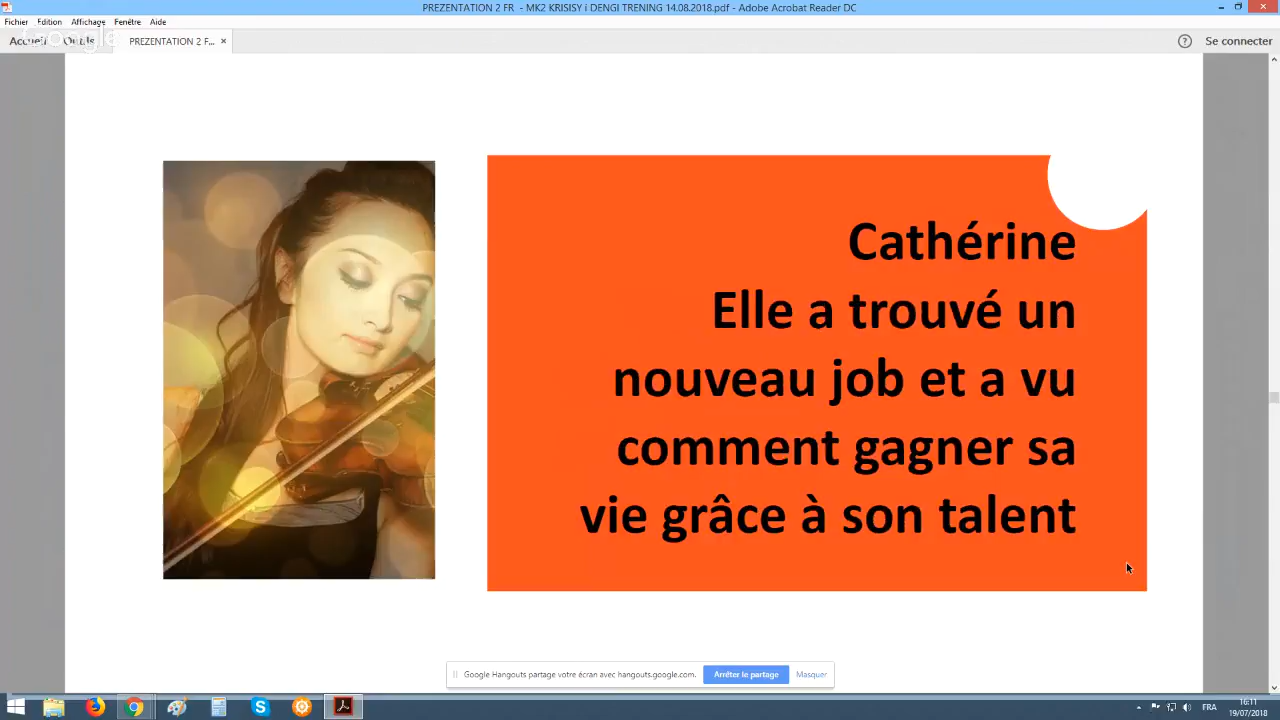 PREZENTATION 2 FR - MK2 KRISISY i DENGI TRENING 14.08.2018.pdf - Adobe Acrobat Reader DC
Fichier Edition Affichage Fenêtre Aide
Google
Accueil Outils PREZENTATION 2 F... × ? Se connecter
Cathérine
Elle a trouvé un
nouveau job et a vu
comment gagner sa
vie grâce à son talent
Google Hangouts partage votre écran avec hangouts.google.com. Arrêter le partage Masquer
FRA 16:11
19/07/2018